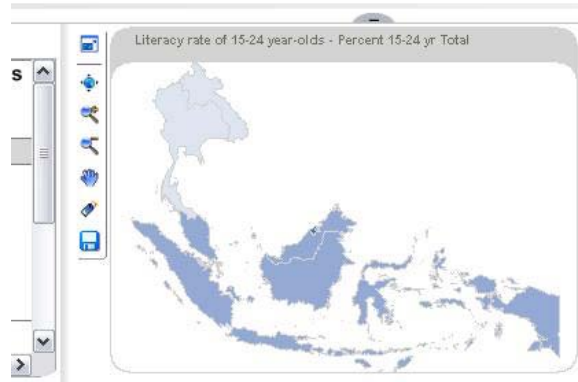 Literacy rate of 15-24 year-olds - Percent 15-24 yr Total
s